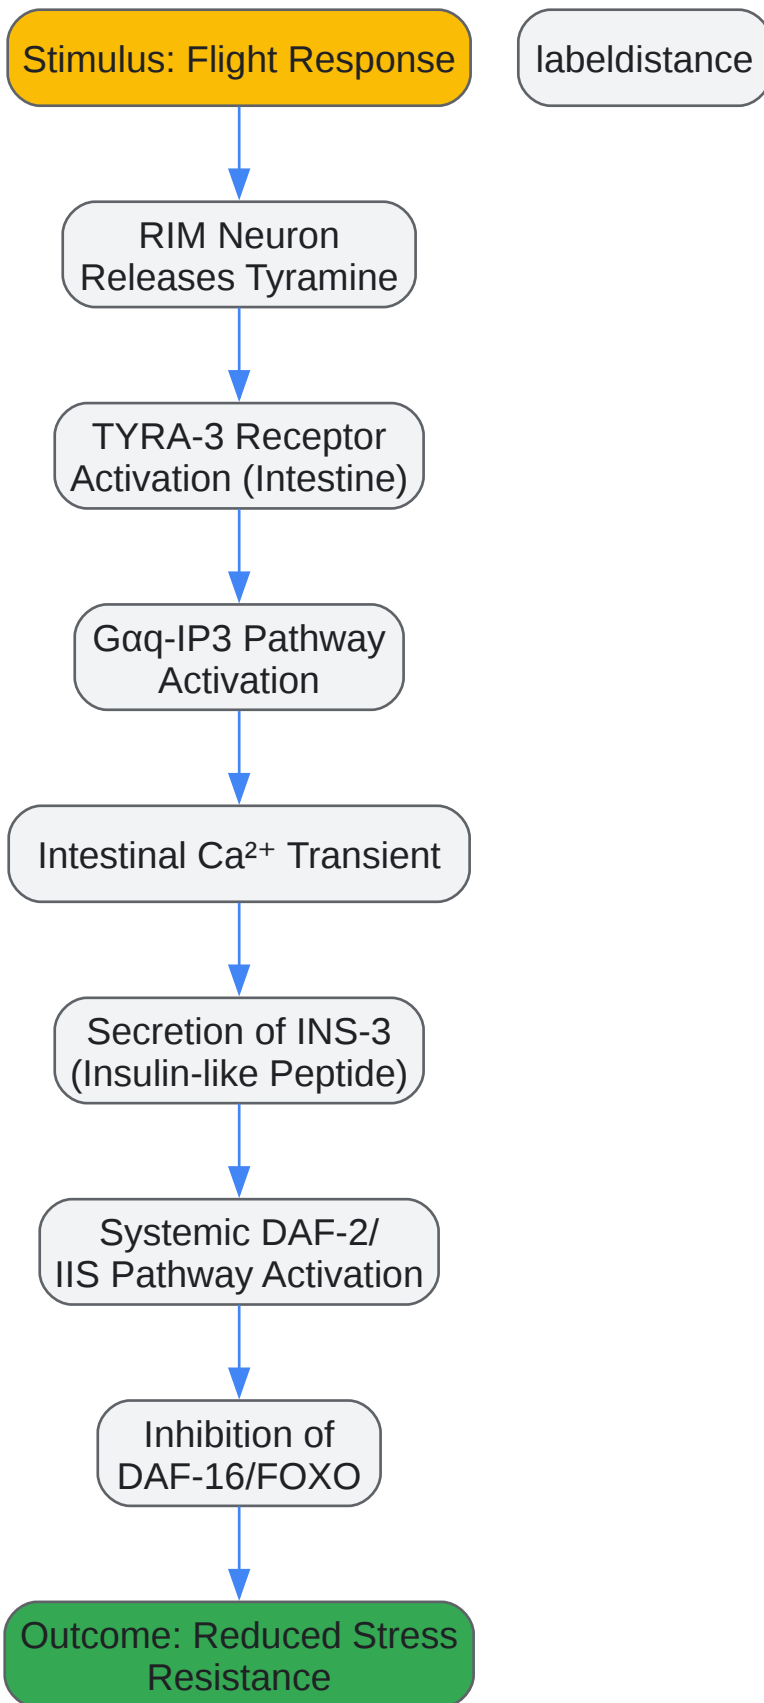 Stimulus: Flight Response
labeldistance
RIM Neuron
Releases Tyramine
TYRA-3 Receptor
Activation (Intestine)
Gαq-IP3 Pathway
Activation
Intestinal Ca²⁺ Transient
Secretion of INS-3
(Insulin-like Peptide)
Systemic DAF-2/
IIS Pathway Activation
Inhibition of
DAF-16/FOXO
Outcome: Reduced Stress
Resistance